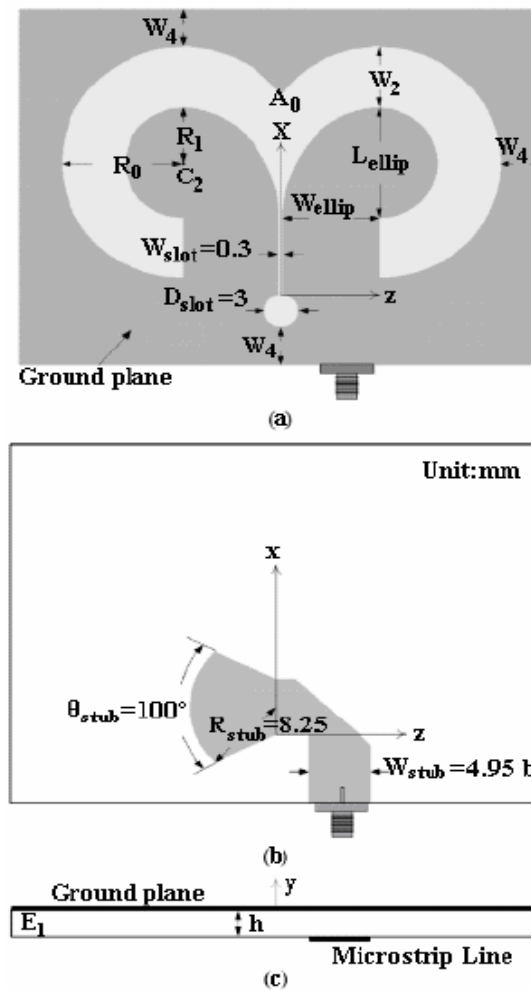 W4
W2
A0
X
R1
W4
R0
Lellip
C2
Wellip
Wslot=0.3
Dslot=3
z
W4
Ground plane
(a)
Unit:mm
x
θstub=100°
Rstub=8.25
z
Wstub=4.95 b
(b)
Ground plane
y
E1
h
Microstrip Line
(c)